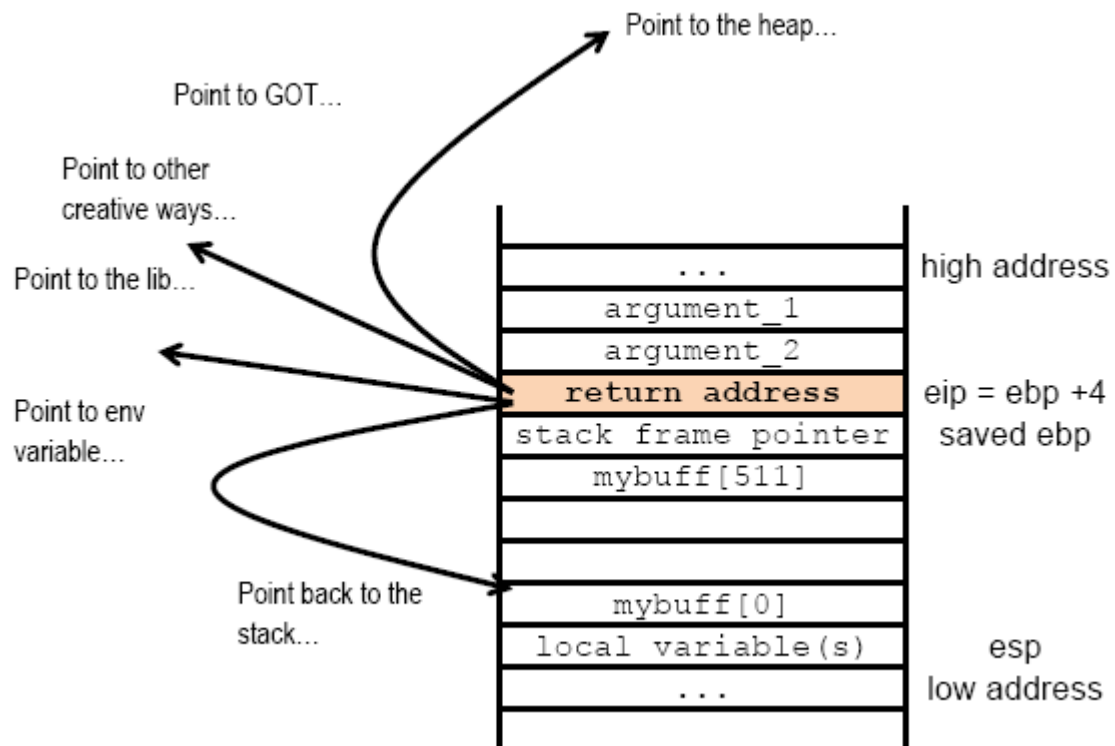 Point to the heap...
Point to GOT...
Point to other
creative ways...
Point to the lib...
Point to env
variable...
Point back to the
stack...
...
high address
argument_1
argument_2
return address
eip = ebp +4
stack frame pointer
saved ebp
mybuff[511]
mybuff[0]
local variable(s)
esp
...
low address